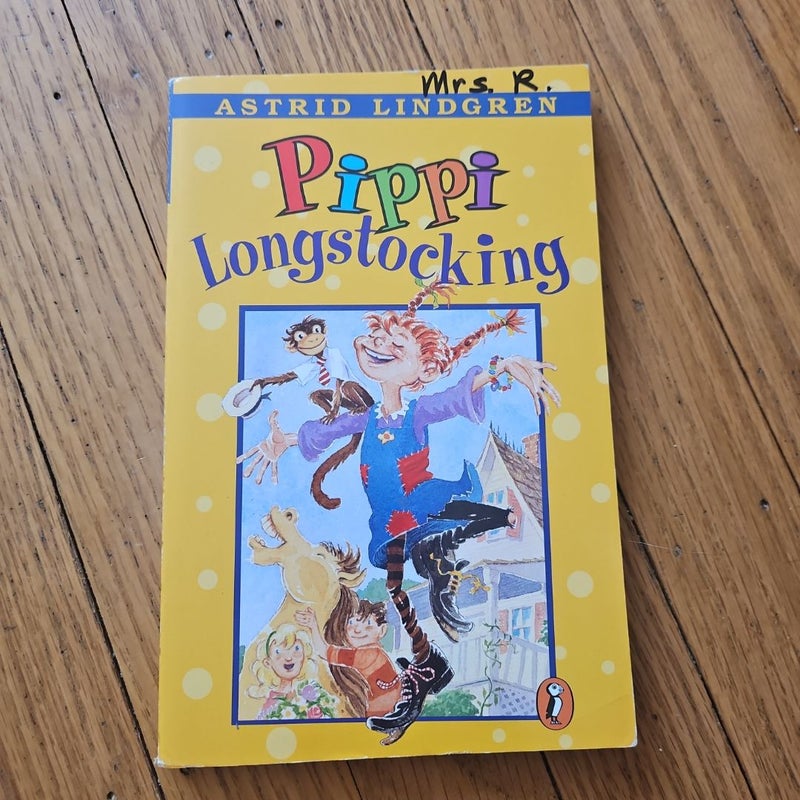 Mrs. R.
ASTRID LINDGREN
Pippi
Longstocking